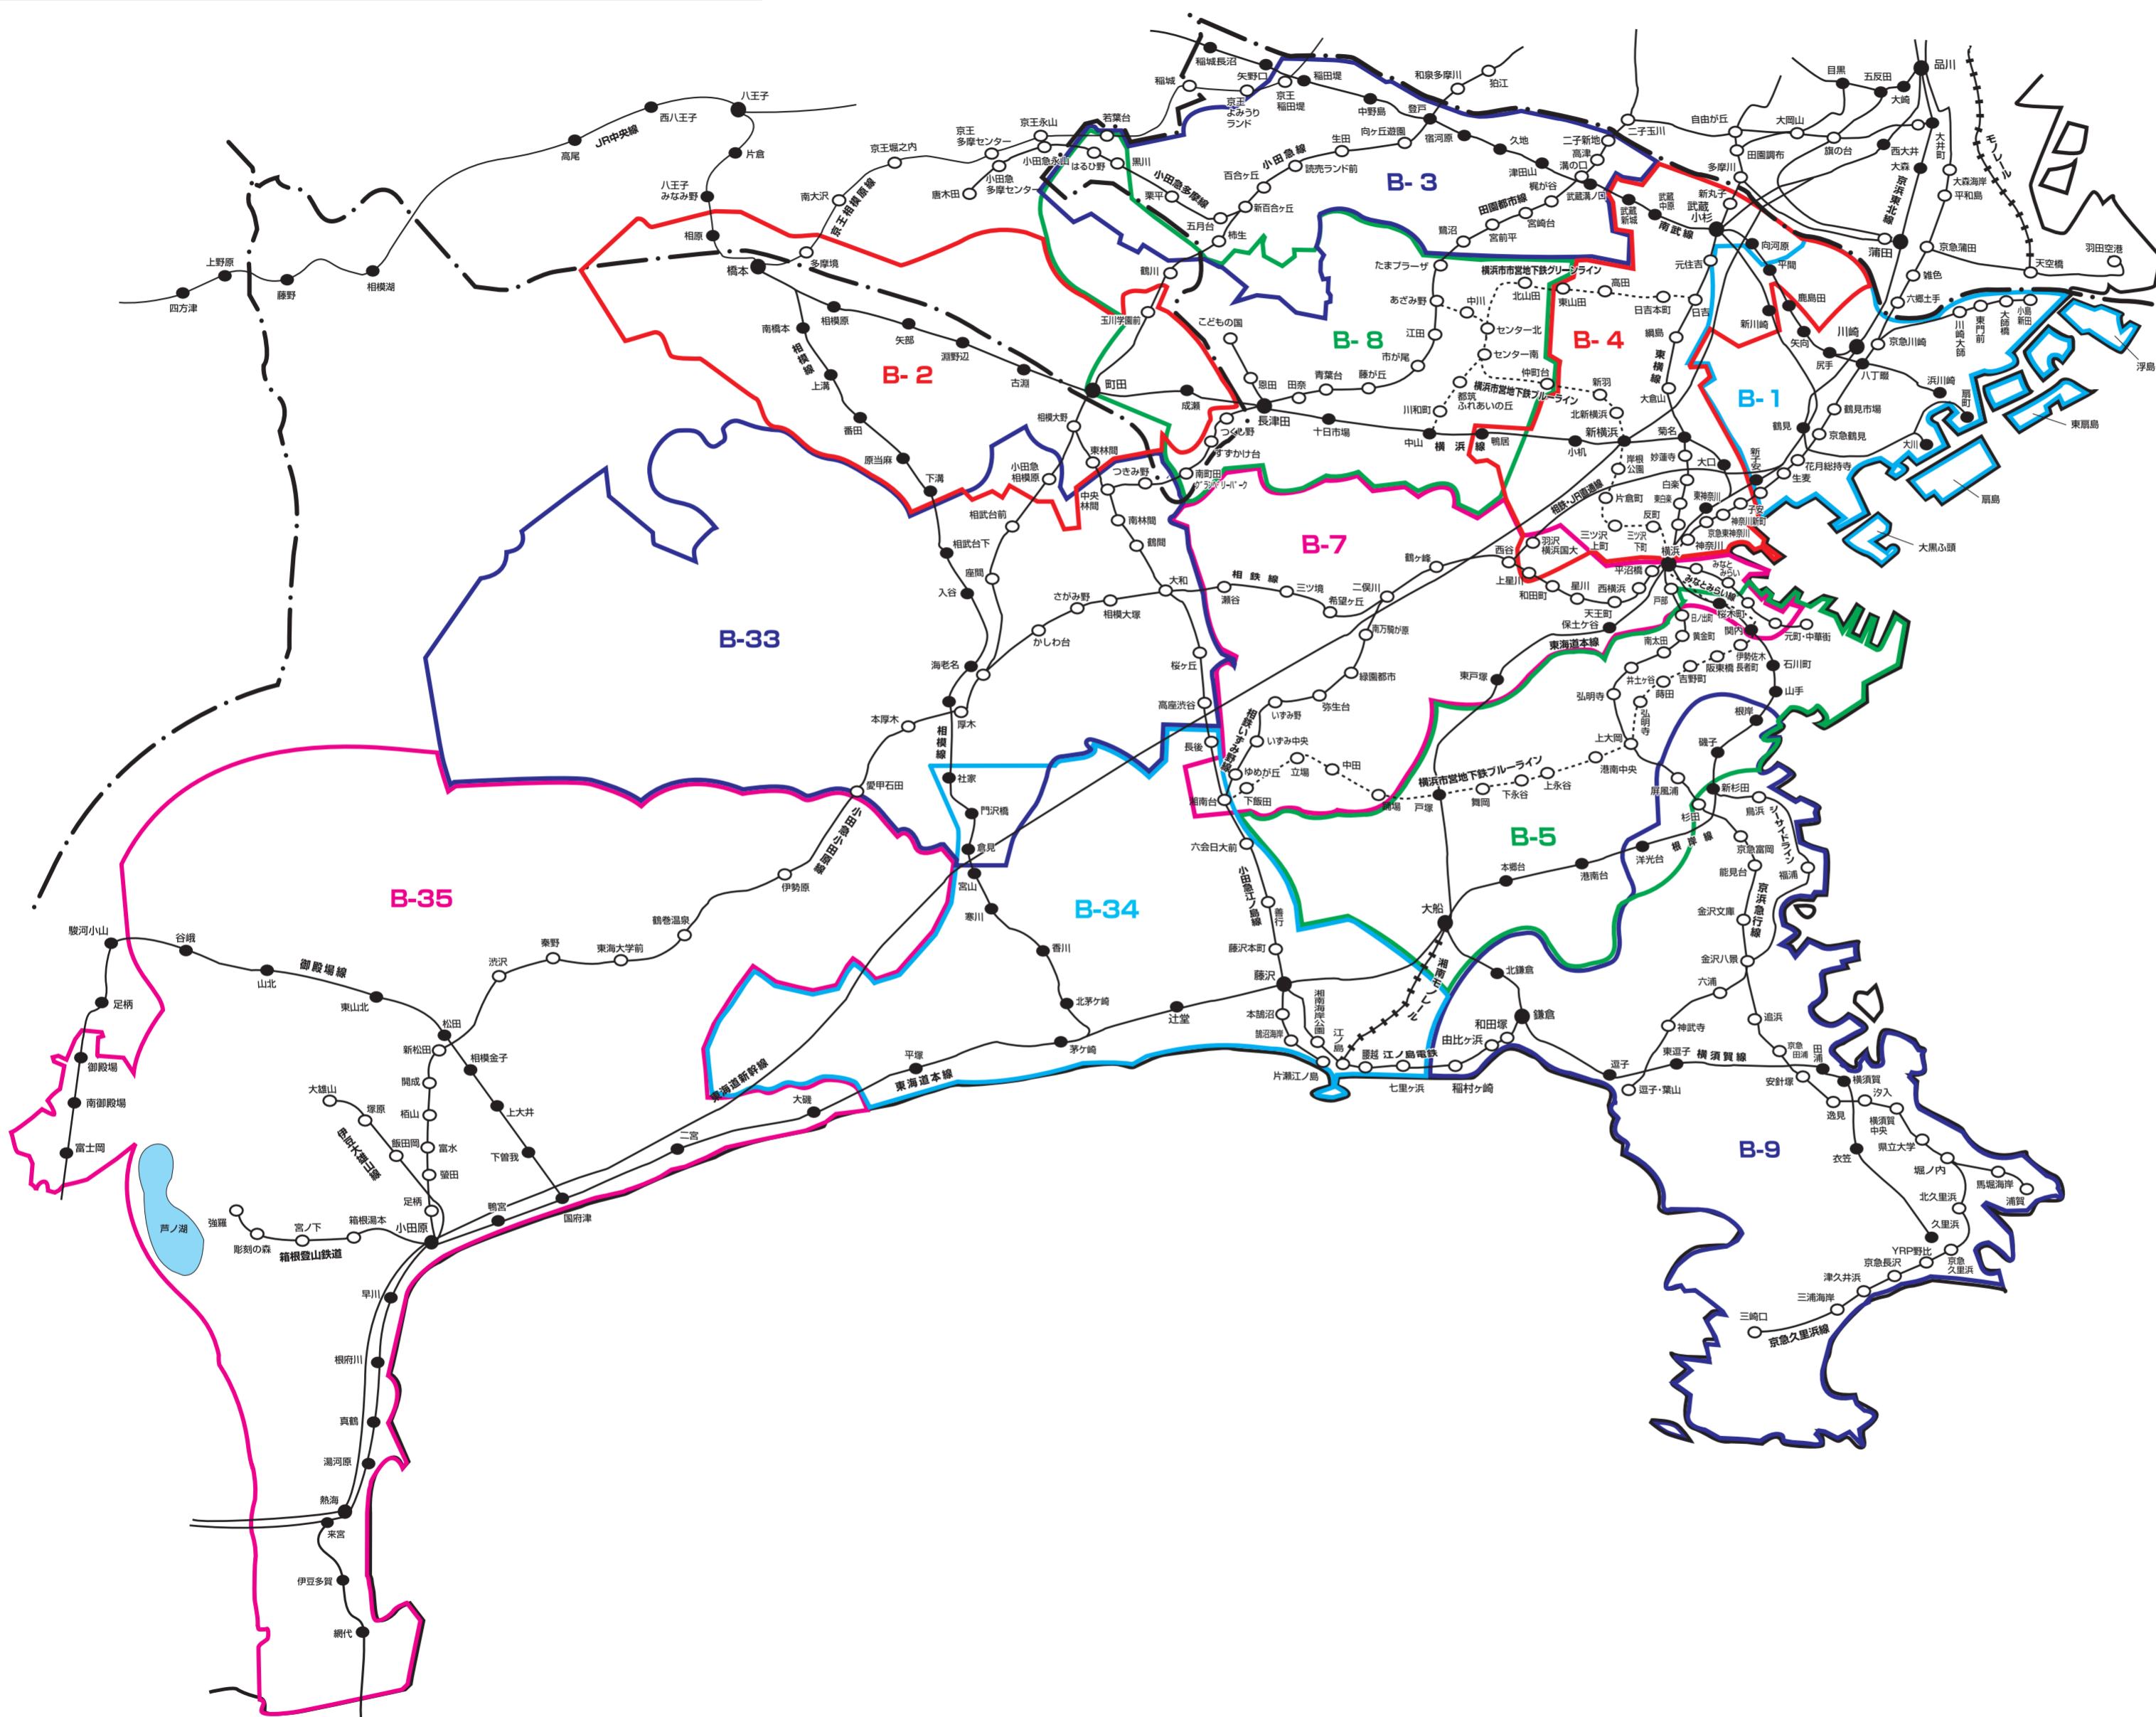 稲城長沼
稲城
矢野口
京王
よみうり
ランド
京王
稲田堤
稲田堤
中野島
登戸
和泉多摩川
狛江
宿河原
久地
津田山
二子新地
高津
溝の口
武蔵溝ノ口
二子玉川
自由が丘
大岡山
田園調布
多摩川
旗の台
目黒
五反田
大崎
品川
大井町
西大井
大森
大森海岸
平和島
京浜東北線
モノレール
蒲田
京急蒲田
雑色
六郷土手
天空橋
羽田空港
八王子
西八王子
高尾
JR中央線
片倉
八王子
みなみ野
相原
橋本
上野原
四方津
藤野
相模湖
南大沢
京王相模原線
多摩境
京王堀之内
京王
多摩センター
京王永山
小田急永山
小田急
多摩センター
唐木田
若葉台
はるひ野
黒川
栗平
小田急多摩線
五月台
新百合ヶ丘
百合ヶ丘
小田急線
読売ランド前
生田
向ヶ丘遊園
柿生
鶴川
玉川学園前
B-3
田園都市線
梶が谷
宮崎台
宮前平
鷺沼
たまプラーザ
あざみ野
江田
市が尾
藤が丘
青葉台
田奈
恩田
こどもの国
長津田
武蔵
新城
武蔵
中原
武蔵
小杉
南武線
新丸子
向河原
元住吉
平間
鹿島田
新川崎
矢向
川崎
尻手
京急川崎
八丁畷
川崎大師
東門前
大師橋
小島
新田
浜川崎
扇町
浮島
東扇島
扇島
大川
大黒ふ頭
横浜市営地下鉄グリーンライン
中川
北山田
東山田
高田
日吉本町
日吉
綱島
東横線
大倉山
センター北
センター南
仲町台
新羽
北新横浜
横浜市営地下鉄ブルーライン
都筑
ふれあいの丘
川和町
B-8
B-4
B-1
B-2
南橋本
相模線
上溝
番田
原当麻
下溝
相模原
矢部
淵野辺
古淵
町田
成瀬
相模大野
東林間
中央
林間
つきみ野
つくし野
すずかけ台
南町田
グランベリーパーク
十日市場
中山
横浜線
鴨居
小机
新横浜
菊名
妙蓮寺
白楽
東白楽
反町
岸根
公園
片倉町
三ツ沢
上町
三ツ沢
下町
大口
東神奈川
新子安
子安
神奈川新町
京急東神奈川
神奈川
横浜
鶴見
鶴見市場
京急鶴見
花月総持寺
生麦
小田急
相模原
相武台前
相武台下
座間
入谷
南林間
鶴間
大和
さがみ野
相模大塚
かしわ台
海老名
厚木
本厚木
愛甲石田
相模線
社家
門沢橋
倉見
宮山
寒川
香川
北茅ケ崎
茅ケ崎
相鉄線
瀬谷
三ツ境
希望ヶ丘
二俣川
鶴ヶ峰
西谷
相鉄・JR直通線
羽沢
横浜国大
上星川
和田町
星川
天王町
西横浜
平沼橋
B-7
みなと
みらい
みなとみらい線
桜木町
関内
元町・中華街
戸部
日ノ出町
黄金町
南太田
井土ヶ谷
弘明寺
弘明寺
蒔田
吉野町
阪東橋
伊勢佐木
長者町
石川町
山手
根岸
磯子
保土ケ谷
東海道本線
東戸塚
南万騎が原
緑園都市
弥生台
いずみ野
いずみ中央
相鉄いずみ野線
ゆめが丘
湘南台
下飯田
立場
中田
踊場
戸塚
横浜市営地下鉄ブルーライン
舞岡
下永谷
上永谷
港南中央
上大岡
屏風浦
新杉田
杉田
鳥浜
シーサイドライン
京急富岡
能見台
福浦
京浜急行線
金沢文庫
金沢八景
六浦
追浜
神武寺
京急
田浦
田浦
根岸線
洋光台
港南台
本郷台
大船
B-5
桜ヶ丘
高座渋谷
長後
六会日大前
小田急江ノ島線
善行
藤沢本町
藤沢
本鵠沼
鵠沼海岸
片瀬江ノ島
湘南海岸公園
江ノ島
湘南モノレール
腰越
江ノ島電鉄
七里ヶ浜
稲村ヶ崎
由比ヶ浜
和田塚
鎌倉
北鎌倉
逗子
東逗子
横須賀線
逗子・葉山
安針塚
横須賀
汐入
逸見
横須賀
中央
県立大学
堀ノ内
馬堀海岸
浦賀
衣笠
北久里浜
久里浜
京急
久里浜
YRP野比
京急長沢
津久井浜
三浦海岸
三崎口
京急久里浜線
B-9
B-33
B-34
B-35
小田急小田原線
伊勢原
鶴巻温泉
東海大学前
秦野
渋沢
駿河小山
谷峨
御殿場線
山北
東山北
松田
足柄
御殿場
南御殿場
富士岡
新松田
相模金子
上大井
下曽我
国府津
開成
栢山
富水
螢田
足柄
大雄山
塚原
飯田岡
伊豆大雄山線
芦ノ湖
強羅
彫刻の森
宮ノ下
箱根湯本
箱根登山鉄道
小田原
鴨宮
二宮
大磯
平塚
東海道新幹線
東海道本線
辻堂
早川
根府川
真鶴
湯河原
熱海
来宮
伊豆多賀
網代